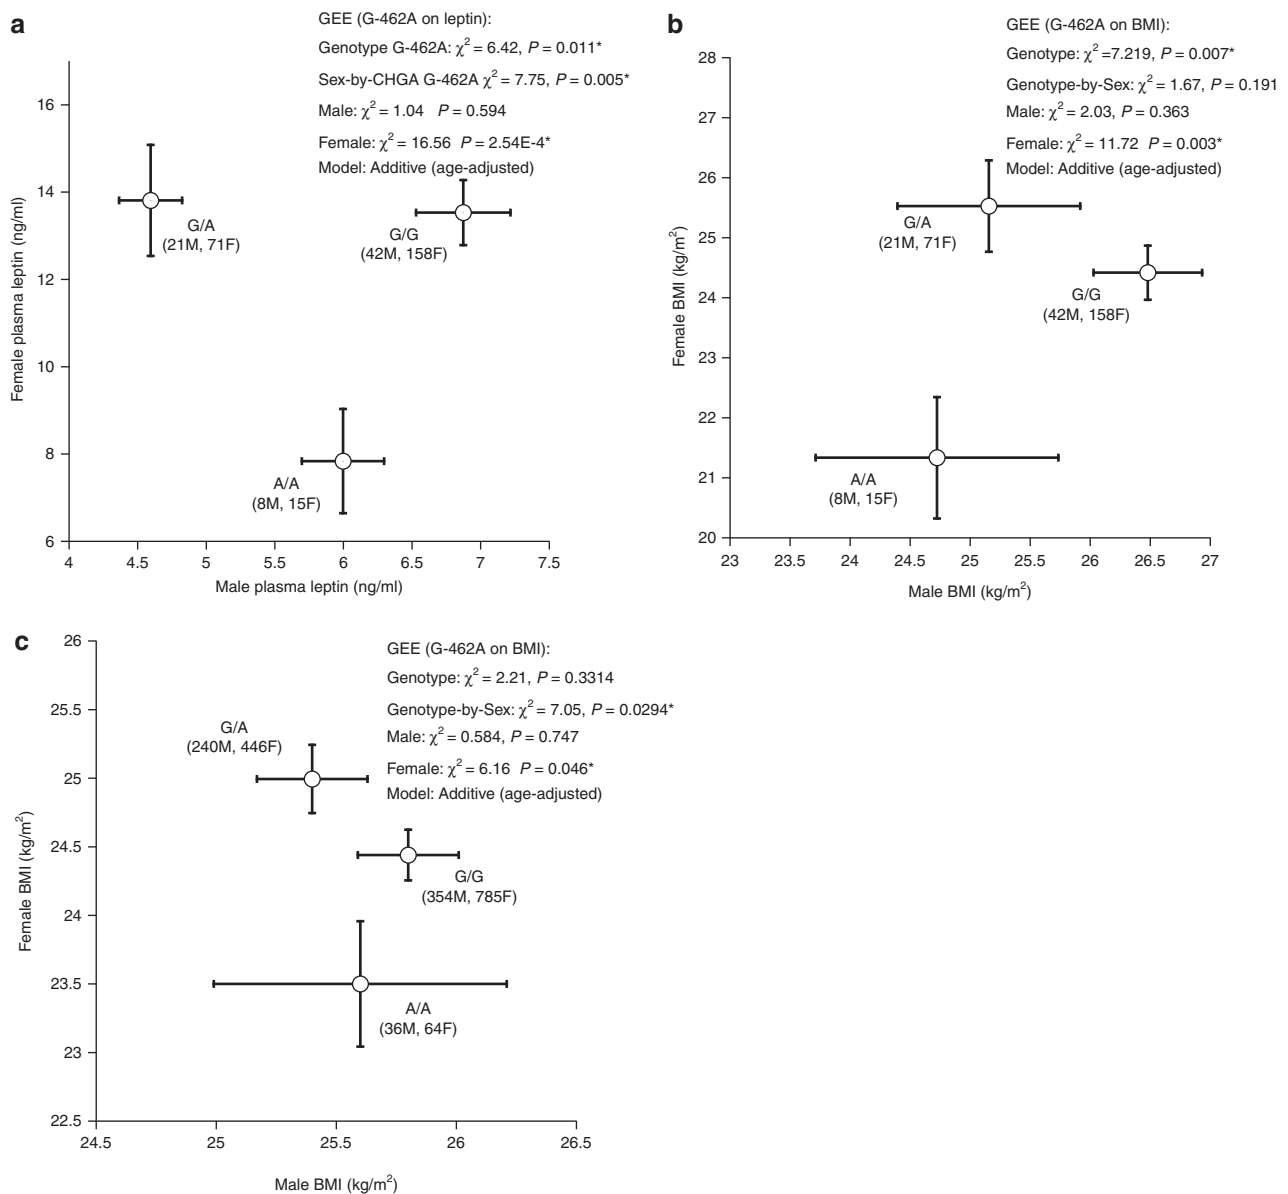 a
GEE (G-462A on leptin):
Genotype G-462A: χ2 = 6.42, P = 0.011*
Sex-by-CHGA G-462A χ2 = 7.75, P = 0.005*
Male: χ2 = 1.04 P = 0.594
Female: χ2 = 16.56 P = 2.54E-4*
Model: Additive (age-adjusted)
16
14
12
10
8
6
Female plasma leptin (ng/ml)
G/A
(21M, 71F)
G/G
(42M, 158F)
A/A
(8M, 15F)
4
4.5
5
5.5
6
6.5
7
7.5
Male plasma leptin (ng/ml)
b
GEE (G-462A on BMI):
Genotype: χ2 =7.219, P = 0.007*
Genotype-by-Sex: χ2 = 1.67, P = 0.191
Male: χ2 = 2.03, P = 0.363
Female: χ2 = 11.72 P = 0.003*
Model: Additive (age-adjusted)
28
27
26
25
24
23
22
21
20
Female BMI (kg/m2)
G/A
(21M, 71F)
G/G
(42M, 158F)
A/A
(8M, 15F)
23
23.5
24
24.5
25
25.5
26
26.5
27
Male BMI (kg/m2)
c
GEE (G-462A on BMI):
Genotype: χ2 = 2.21, P = 0.3314
Genotype-by-Sex: χ2 = 7.05, P = 0.0294*
Male: χ2 = 0.584, P = 0.747
Female: χ2 = 6.16 P = 0.046*
Model: Additive (age-adjusted)
26
25.5
25
24.5
24
23.5
23
22.5
Female BMI (kg/m2)
G/A
(240M, 446F)
G/G
(354M, 785F)
A/A
(36M, 64F)
24.5
25
25.5
26
26.5
Male BMI (kg/m2)